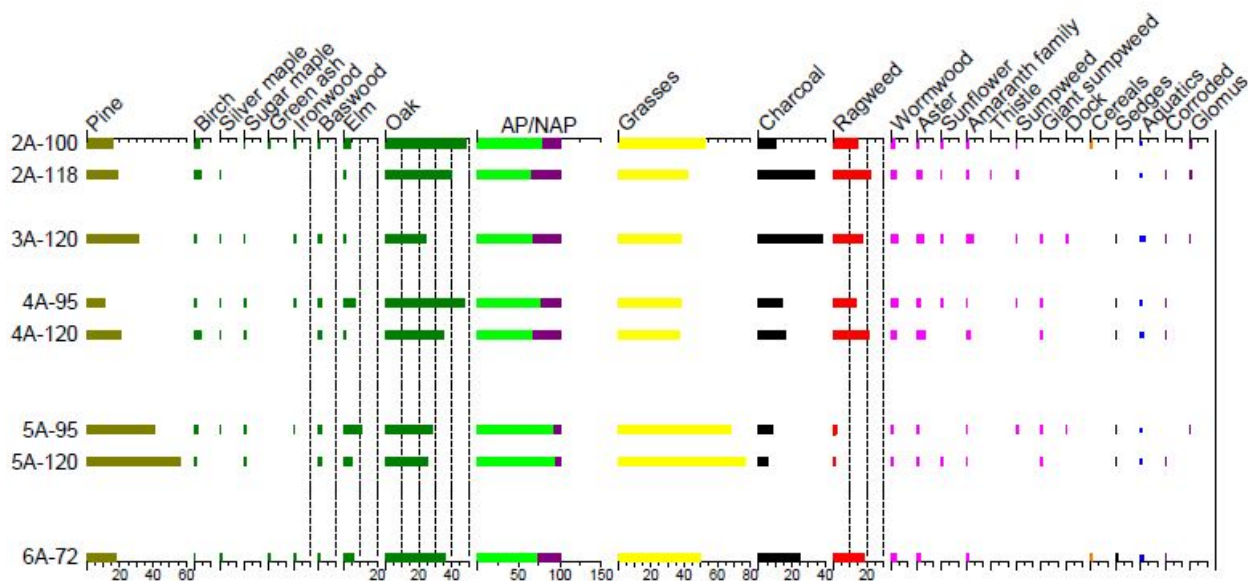 Pine
Birch
Silver maple
Sugar maple
Green ash
Ironwood
Baswood
Elm
Oak
AP/NAP
Grasses
Charcoal
Ragweed
Wormwood
Aster
Sunflower
Amaranth family
Thistle
Sumpweed
Giant sumpweed
Dock
Cereals
Sedges
Aquatics
Corroded
Glomus
2A-100
2A-118
3A-120
4A-95
4A-120
5A-95
5A-120
6A-72
20 40 60 20 20 40 50 100 150 20 40 60 80 20 40 20